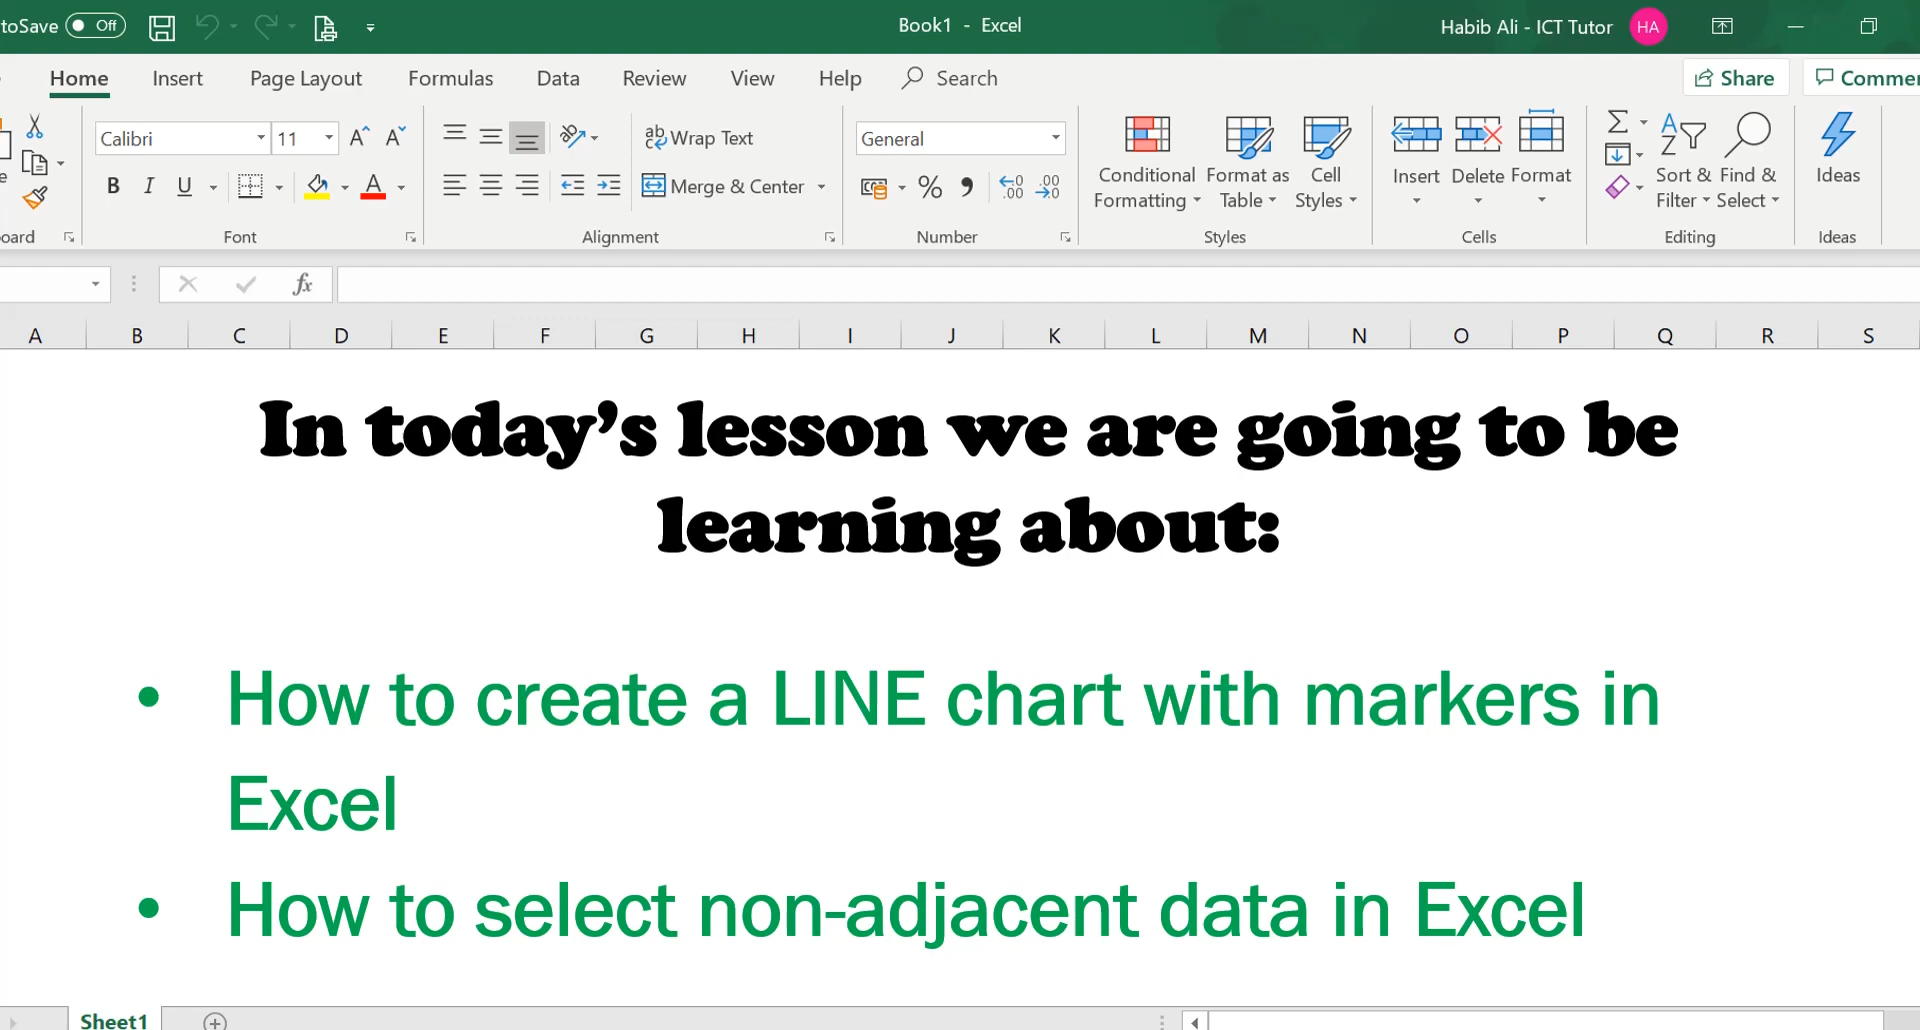 toSave Off Book1 - Excel Habib Ali - ICT Tutor HA
Home Insert Page Layout Formulas Data Review View Help Search Share Commer
Calibri 11 Wrap Text General
B I U Merge & Center % .00 .00
Conditional Formatting Format as Table Cell Styles Insert Delete Format Sort & Filter Find & Select Ideas
oard Font Alignment Number Styles Cells Editing Ideas
fx
A B C D E F G H I J K L M N O P Q R S
In today’s lesson we are going to be
learning about:
• How to create a LINE chart with markers in
Excel
• How to select non-adjacent data in Excel
Sheet1